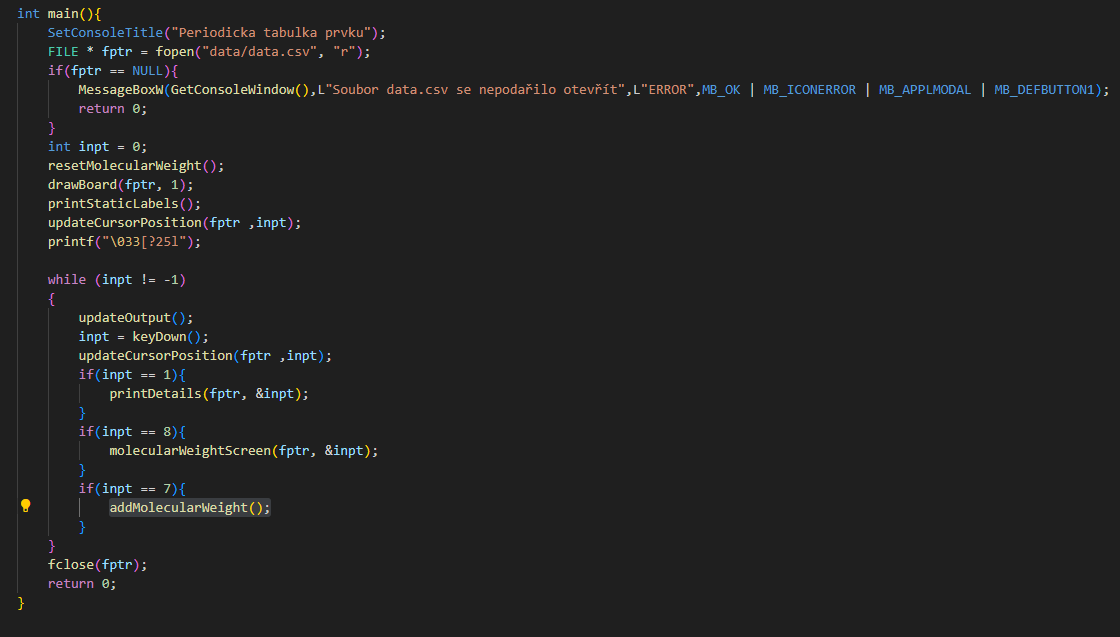 int main(){
    SetConsoleTitle("Periodicka tabulka prvku");
    FILE * fptr = fopen("data/data.csv", "r");
    if(fptr == NULL){
        MessageBoxW(GetConsoleWindow(),L"Soubor data.csv se nepodařilo otevřít",L"ERROR",MB_OK | MB_ICONERROR | MB_APPLMODAL | MB_DEFBUTTON1);
        return 0;
    }
    int inpt = 0;
    resetMolecularWeight();
    drawBoard(fptr, 1);
    printStaticLabels();
    updateCursorPosition(fptr ,inpt);
    printf("\033[?25l");

    while (inpt != -1)
    {
        updateOutput();
        inpt = keyDown();
        updateCursorPosition(fptr ,inpt);
        if(inpt == 1){
            printDetails(fptr, &inpt);
        }
        if(inpt == 8){
            molecularWeightScreen(fptr, &inpt);
        }
        if(inpt == 7){
            addMolecularWeight();
        }
    }
    fclose(fptr);
    return 0;
}